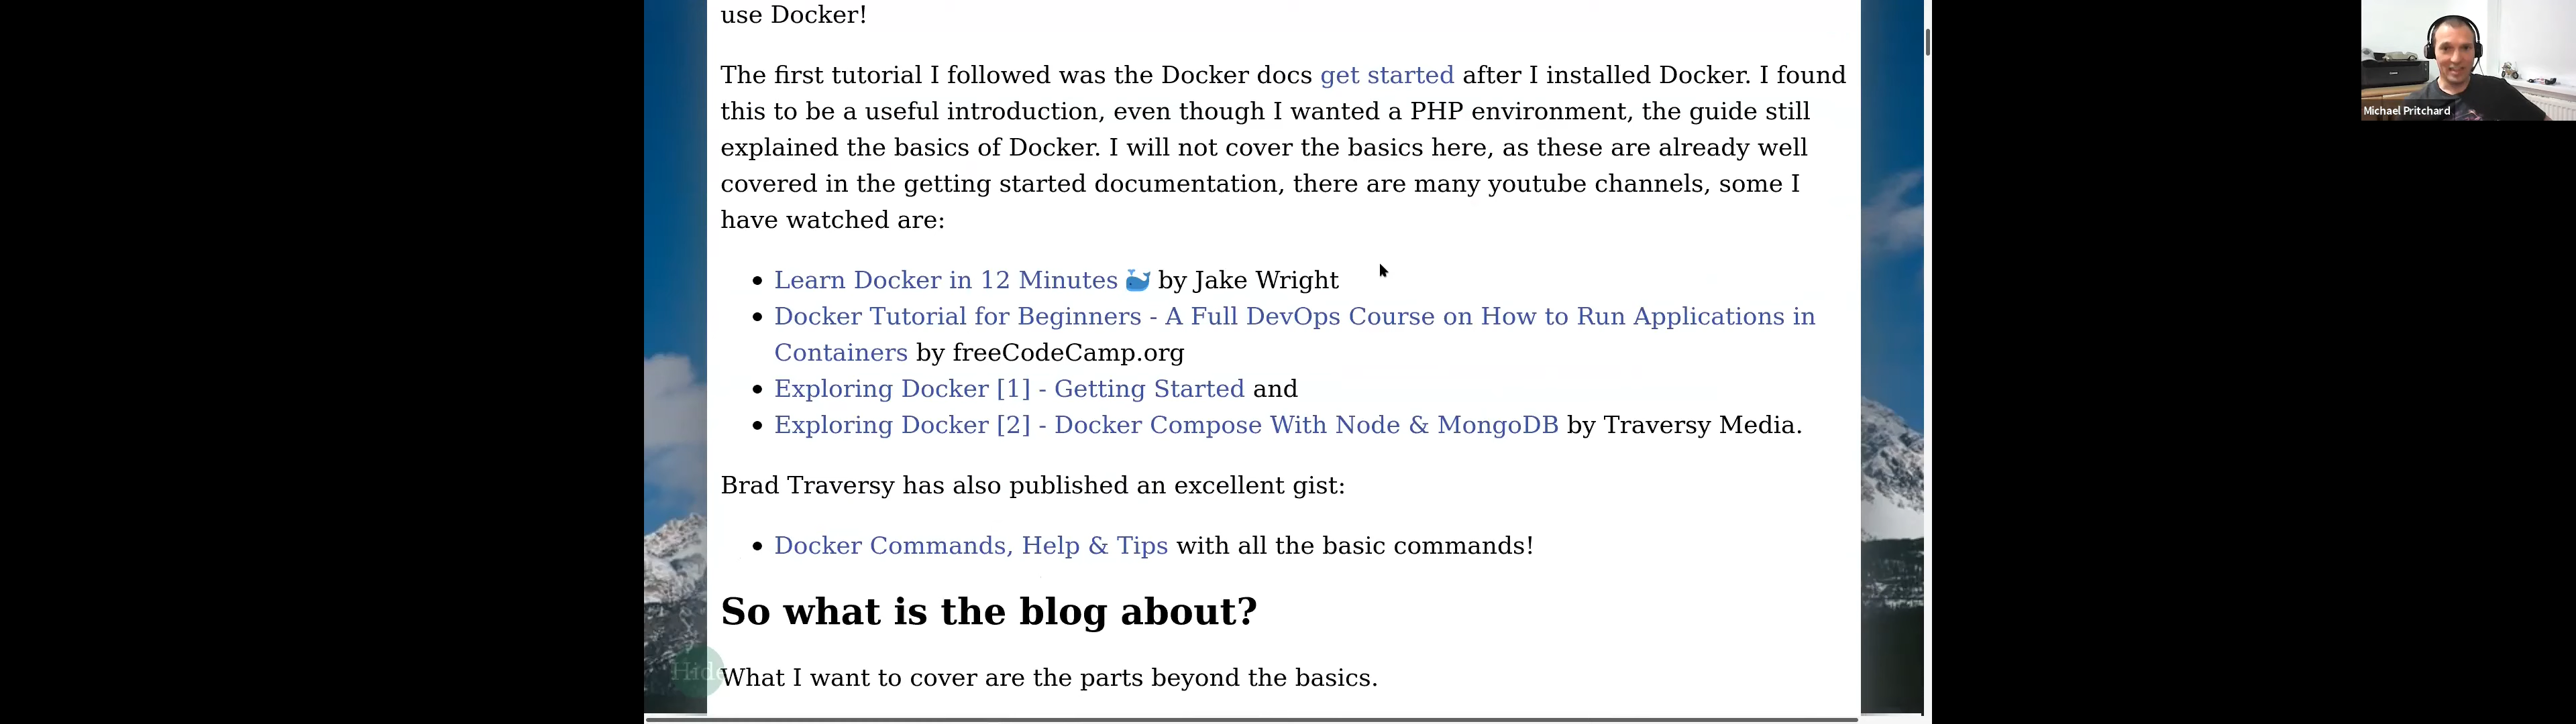 use Docker!
The first tutorial I followed was the Docker docs get started after I installed Docker. I found
this to be a useful introduction, even though I wanted a PHP environment, the guide still
explained the basics of Docker. I will not cover the basics here, as these are already well
covered in the getting started documentation, there are many youtube channels, some I
have watched are:
Learn Docker in 12 Minutes 🐳 by Jake Wright
Docker Tutorial for Beginners - A Full DevOps Course on How to Run Applications in
Containers by freeCodeCamp.org
Exploring Docker [1] - Getting Started and
Exploring Docker [2] - Docker Compose With Node & MongoDB by Traversy Media.
Brad Traversy has also published an excellent gist:
Docker Commands, Help & Tips with all the basic commands!
So what is the blog about?
Hide
What I want to cover are the parts beyond the basics.
Michael Pritchard